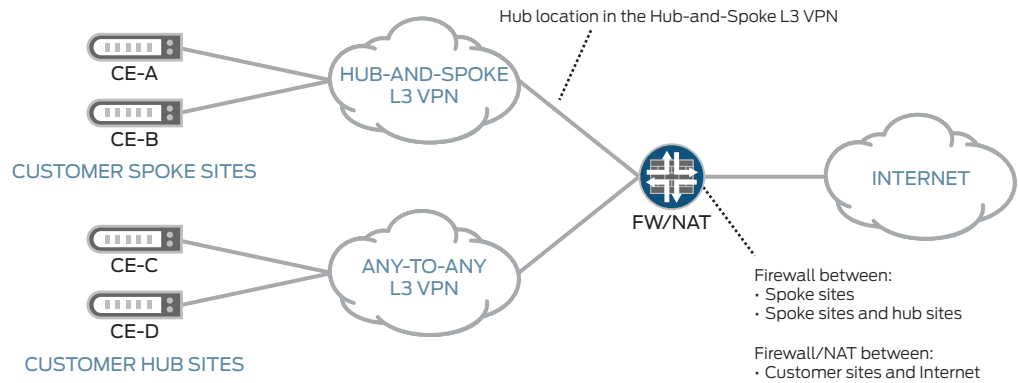 Hub location in the Hub-and-Spoke L3 VPN
CE-A
HUB-AND-SPOKE
L3 VPN
CE-B
CUSTOMER SPOKE SITES
INTERNET
FW/NAT
CE-C
ANY-TO-ANY
L3 VPN
CE-D
CUSTOMER HUB SITES
Firewall between:
· Spoke sites
· Spoke sites and hub sites
Firewall/NAT between:
· Customer sites and Internet